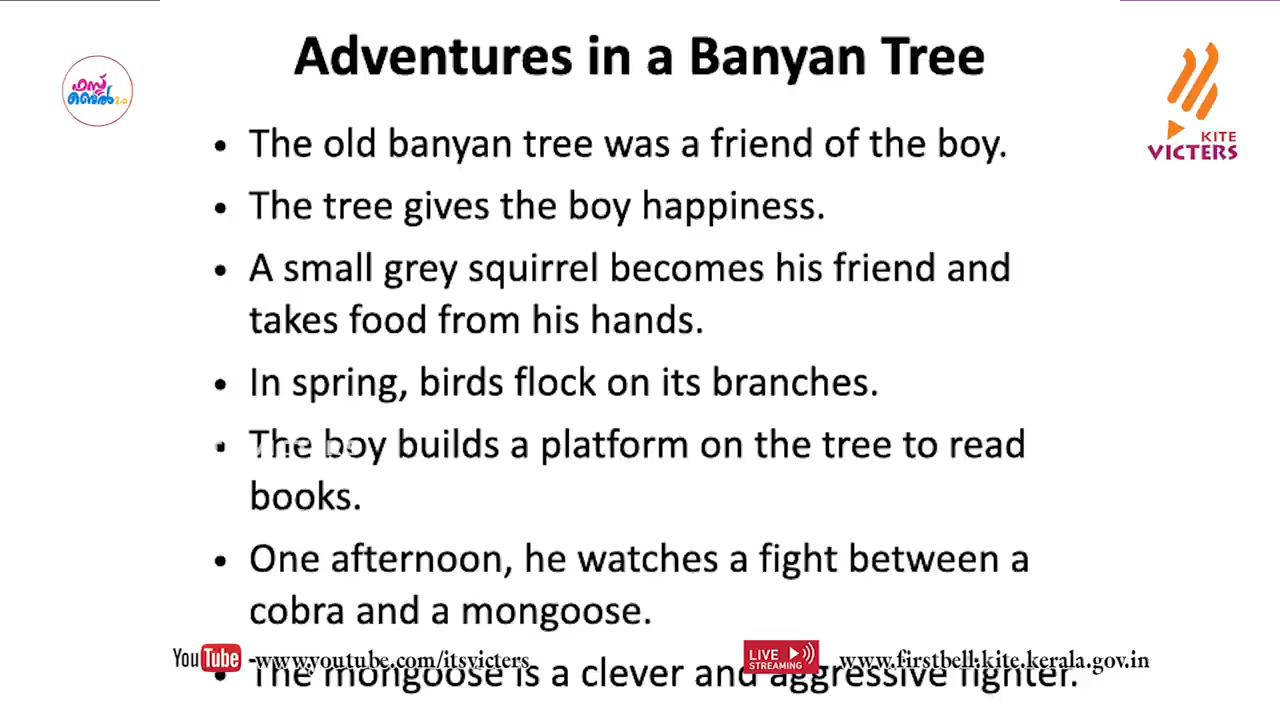 Adventures in a Banyan Tree
ഫസ്റ്റ്
ബെൽ 2.0
KITE
VICTERS
• The old banyan tree was a friend of the boy.
• The tree gives the boy happiness.
• A small grey squirrel becomes his friend and
takes food from his hands.
• In spring, birds flock on its branches.
• The boy builds a platform on the tree to read
books.
• One afternoon, he watches a fight between a
cobra and a mongoose.
YouTube -www.youtube.com/itsvicters
LIVE
STREAMING
www.firstbell.kite.kerala.gov.in
• The mongoose is a clever and aggressive fighter.